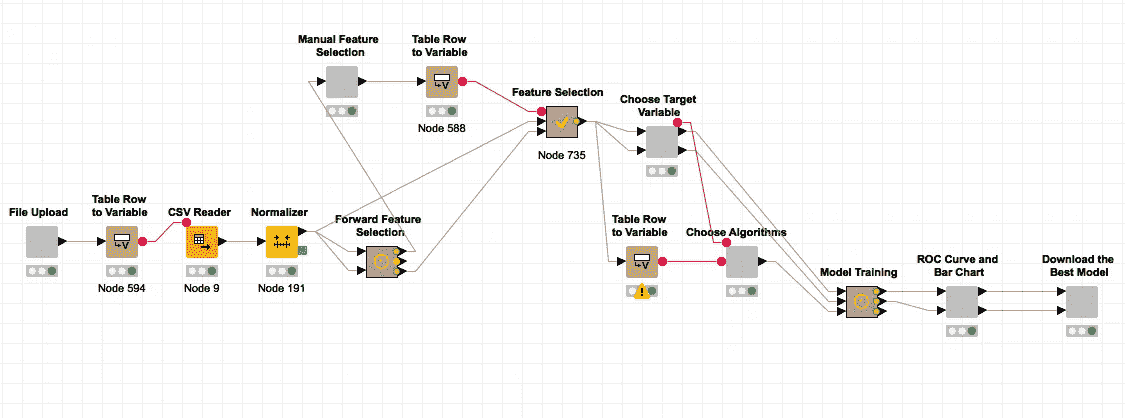 Manual Feature
Selection
Table Row
to Variable
Node 588
Feature Selection
Node 735
Choose Target
Variable
File Upload
Table Row
to Variable
V
Node 594
CSV Reader
Node 9
Normalizer
Node 191
Forward Feature
Selection
Table Row
to Variable
V
Choose Algorithms
Model Training
ROC Curve and
Bar Chart
Download the
Best Model